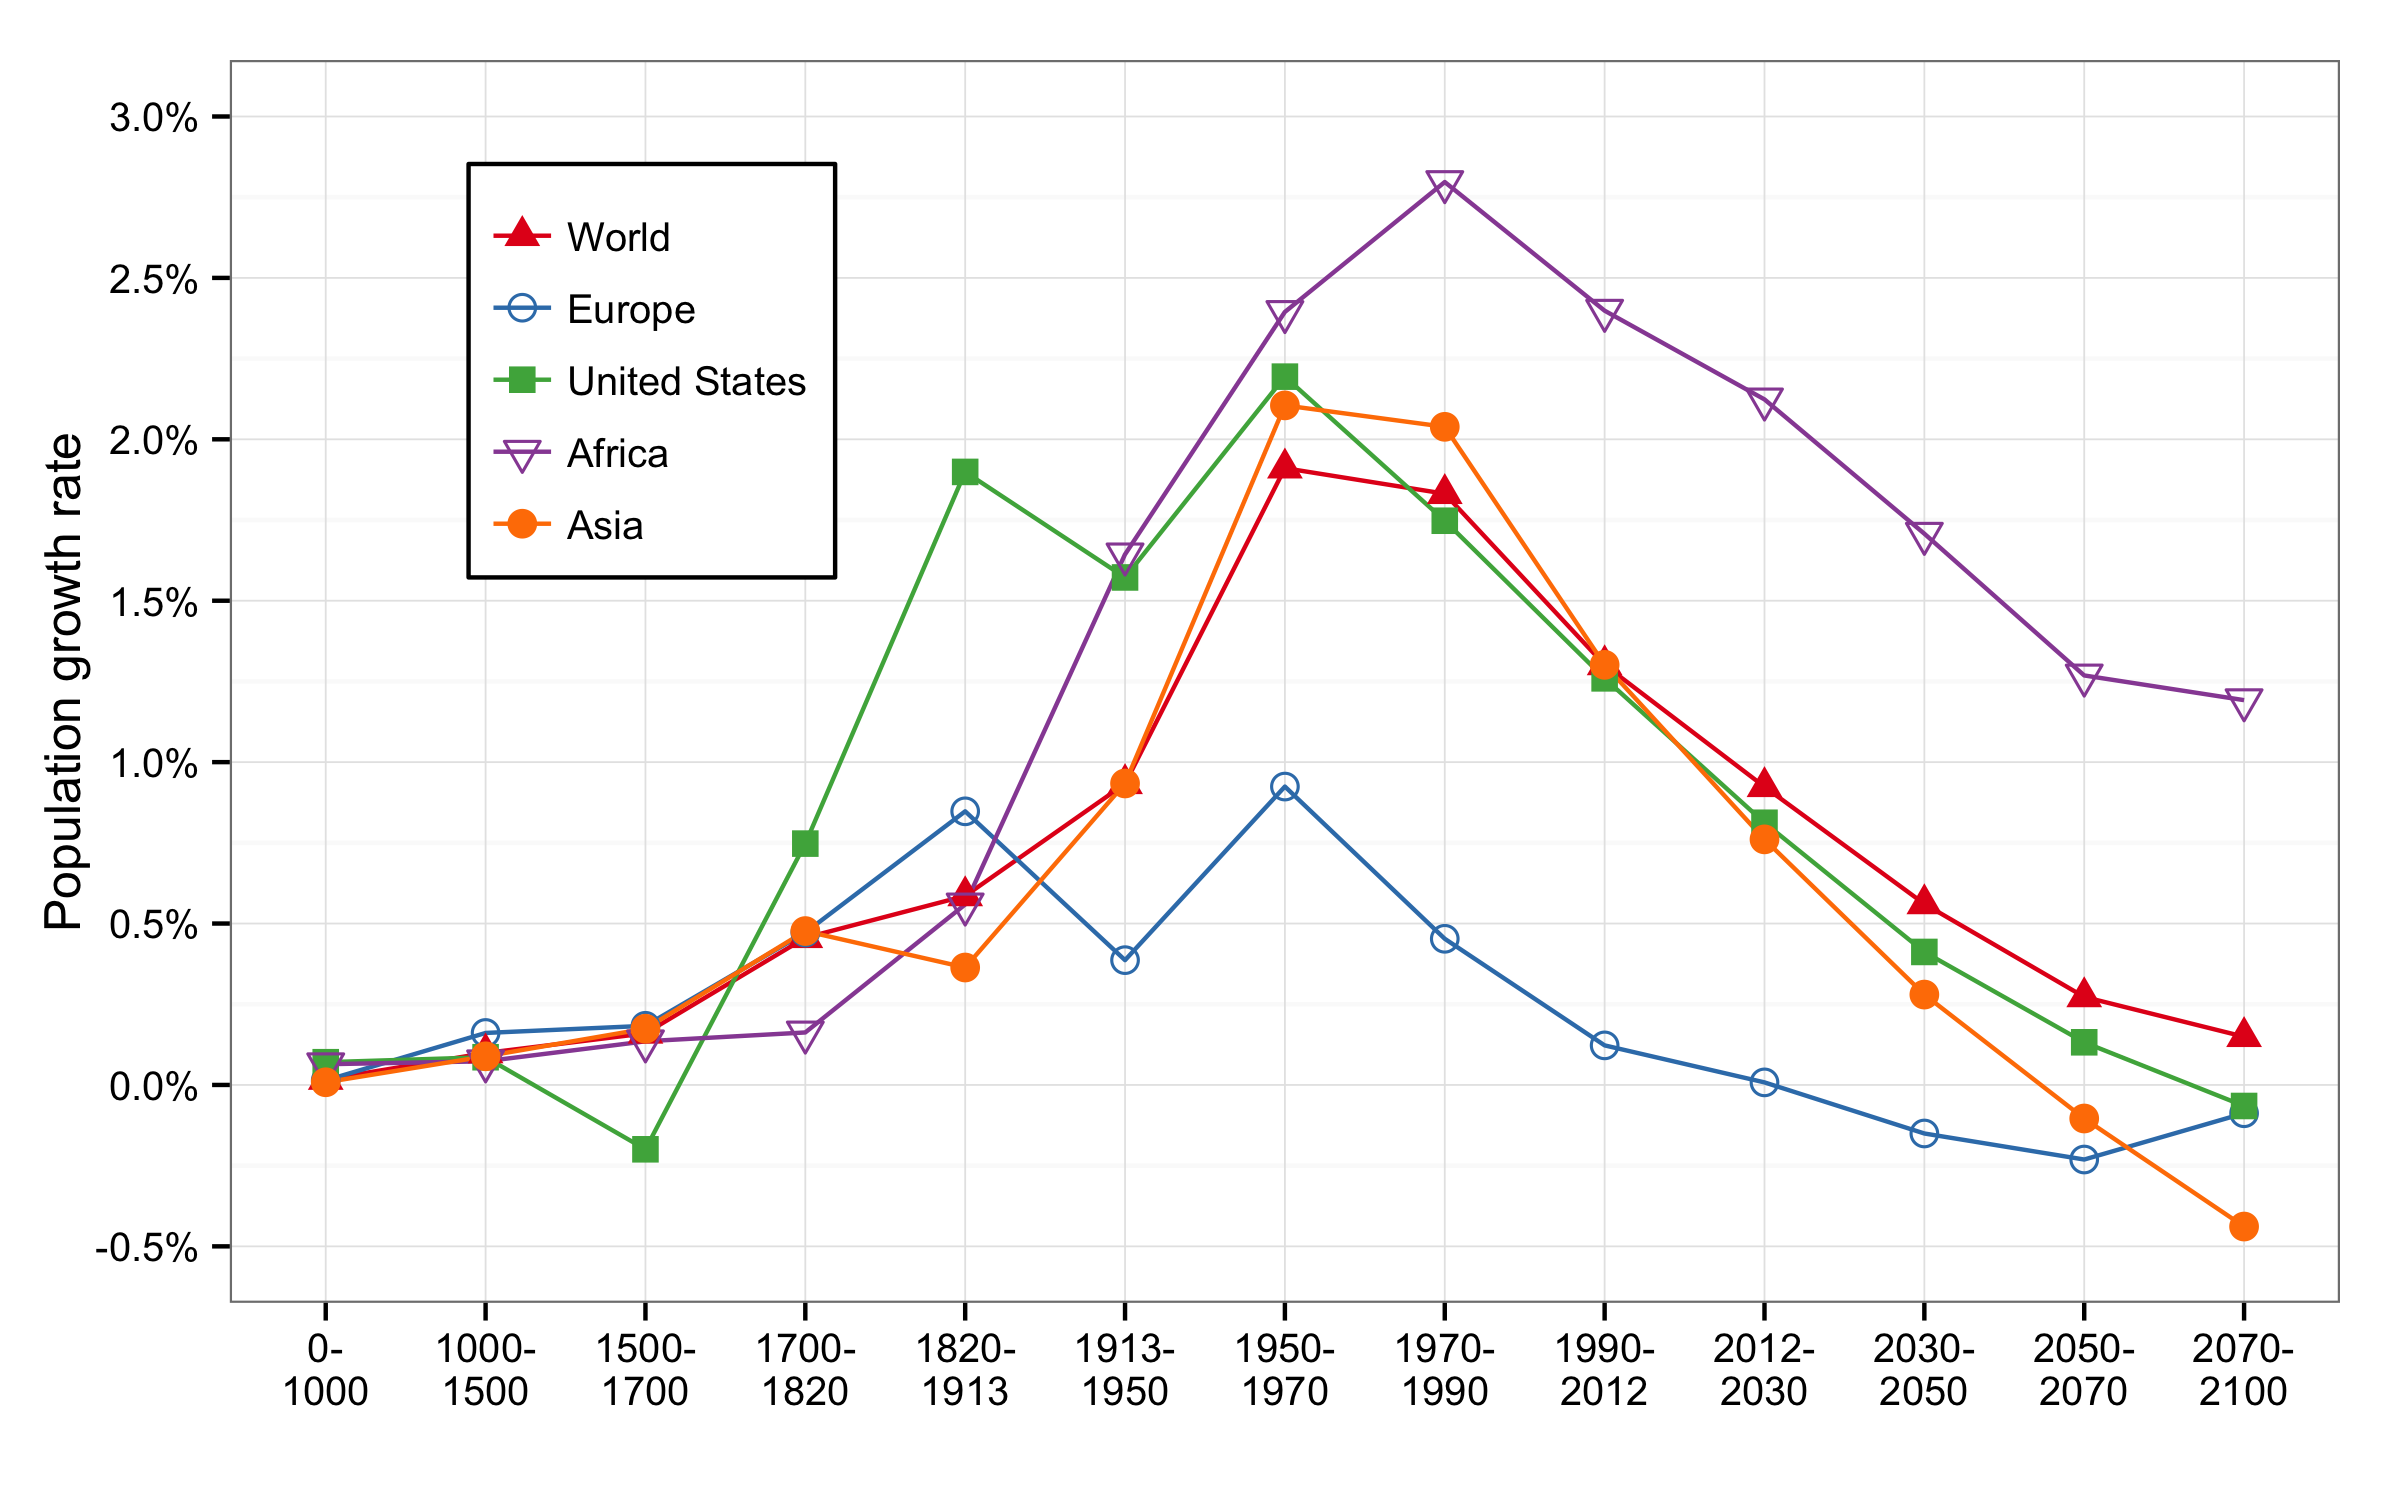 3.0%
2.5%
2.0%
1.5%
1.0%
0.5%
0.0%
-0.5%
Population growth rate
World
Europe
United States
Africa
Asia
0- 1000- 1500- 1700- 1820- 1913- 1950- 1970- 1990- 2012- 2030- 2050- 2070-
1000 1500 1700 1820 1913 1950 1970 1990 2012 2030 2050 2070 2100